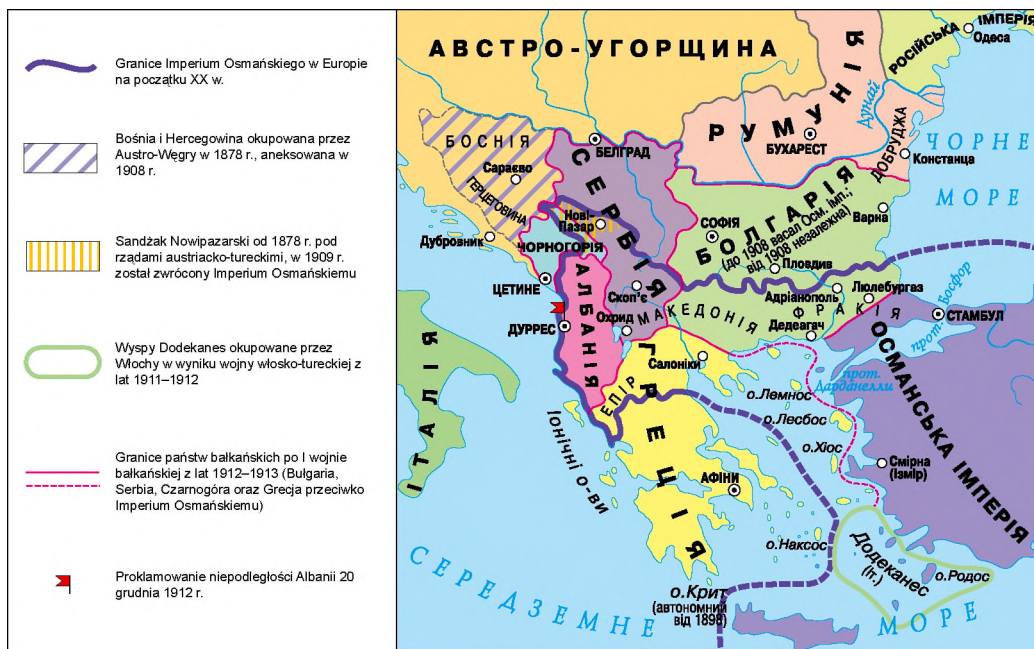 Granice Imperium Osmańskiego w Europie
na początku XX w.
Bośnia i Hercegowina okupowana przez
Austro-Węgry w 1878 r., aneksowana w
1908 r.
Sandżak Nowipazarski od 1878 r. pod
rządami austriacko-tureckimi, w 1909 r.
został zwrócony Imperium Osmańskiemu
Wyspy Dodekanes okupowane przez
Włochy w wyniku wojny włosko-tureckiej z
lat 1911–1912
Granice państw bałkańskich po I wojnie
bałkańskiej z lat 1912–1913 (Bułgaria,
Serbia, Czarnogóra oraz Grecja przeciwko
Imperium Osmańskiemu)
Proklamowanie niepodległości Albanii 20
grudnia 1912 r.
АВСТРО-УГОРЩИНА
РОСІЙСЬКА ІМПЕРІЯ
Одеса
РУМУНІЯ
Дунай
БУХАРЕСТ
ДОБРУДЖА
Констанца
ЧОРНЕ
МОРЕ
БОСНІЯ
Сараєво
ГЕРЦЕГОВИНА
БЕЛГРАД
СЕРБІЯ
Нові-
Пазар
Дубровник
ЧОРНОГОРІЯ
ЦЕТИНЕ
СОФІЯ
БОЛГАРІЯ
(до 1908 васал Осм. імп.;
від 1908 незалежна)
Варна
Пловдив
Скоп'є
АЛБАНІЯ
ДУРРЕС
Охрид
МАКЕДОНІЯ
Адріанополь
Люлебургаз
ФРАКІЯ
Дедеагач
прот. Босфор
СТАМБУЛ
ОСМАНСЬКА ІМПЕРІЯ
прот.
Дарданелли
Салоніки
ЕПІР
ГРЕЦІЯ
о.Лемнос
о.Лесбос
о.Хіос
Смірна
(Ізмір)
ІТАЛІЯ
Іонічні о-ви
АФІНИ
о.Наксос
Додеканес
(Іт.)
о.Родос
о.Крит
(автономний
від 1898)
СЕРЕДЗЕМНЕ МОРЕ